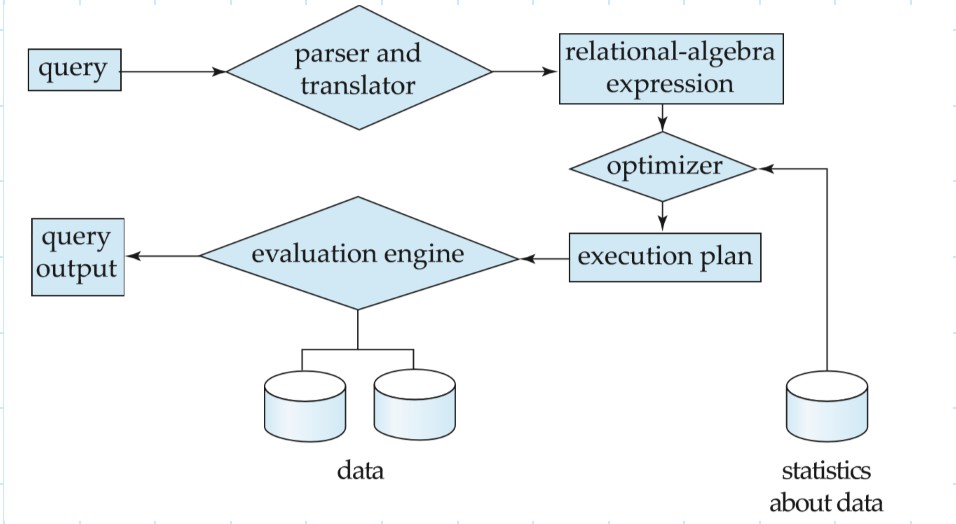 query
parser and
translator
relational-algebra
expression
optimizer
execution plan
evaluation engine
query
output
data
statistics
about data